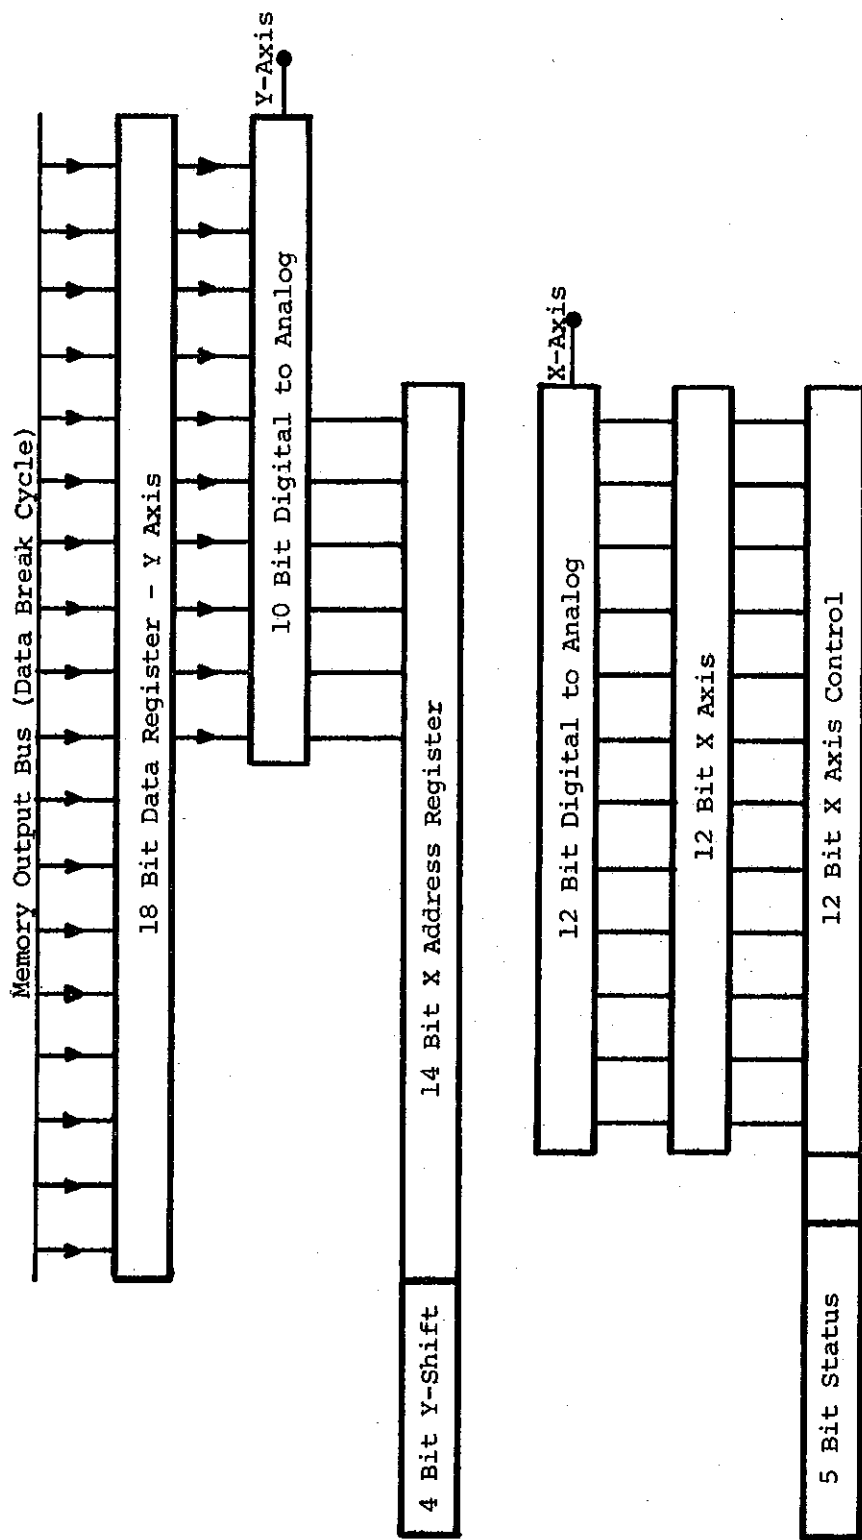 Memory Output Bus (Data Break Cycle)
18 Bit Data Register - Y Axis
Y-Axis
10 Bit Digital to Analog
4 Bit Y-Shift
14 Bit X Address Register
X-Axis
12 Bit Digital to Analog
12 Bit X Axis
5 Bit Status
12 Bit X Axis Control